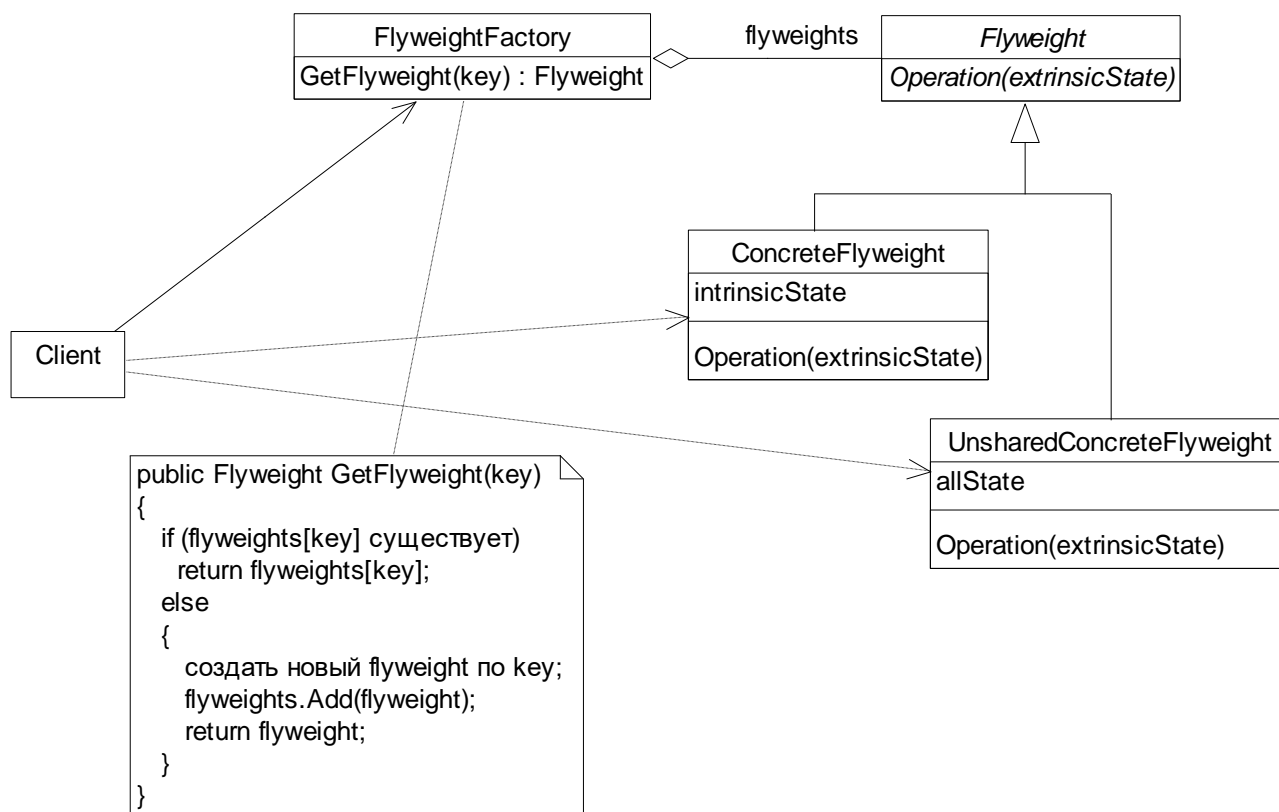 FlyweightFactory
GetFlyweight(key) : Flyweight
flyweights
Flyweight
Operation(extrinsicState)
ConcreteFlyweight
intrinsicState
Operation(extrinsicState)
Client
UnsharedConcreteFlyweight
allState
Operation(extrinsicState)
public Flyweight GetFlyweight(key)
{
if (flyweights[key] существует)
return flyweights[key];
else
{
создать новый flyweight по key;
flyweights.Add(flyweight);
return flyweight;
}
}